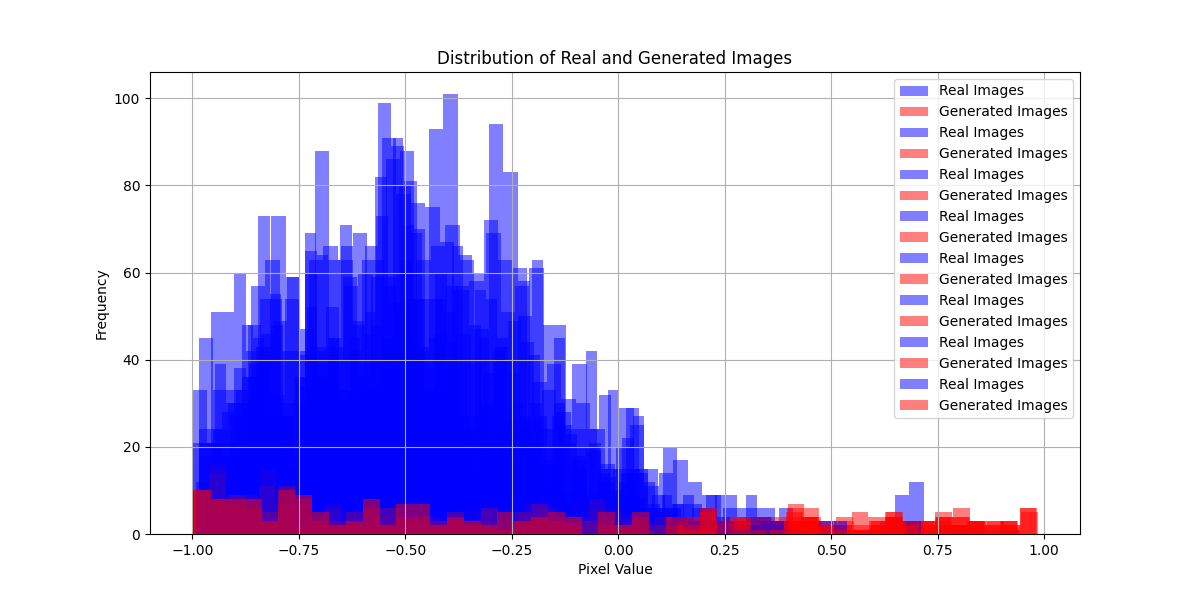 Distribution of Real and Generated Images
Frequency
100
80
60
40
20
0
−1.00
−0.75
−0.50
−0.25
0.00
0.25
0.50
0.75
1.00
Pixel Value
Real Images
Generated Images
Real Images
Generated Images
Real Images
Generated Images
Real Images
Generated Images
Real Images
Generated Images
Real Images
Generated Images
Real Images
Generated Images
Real Images
Generated Images